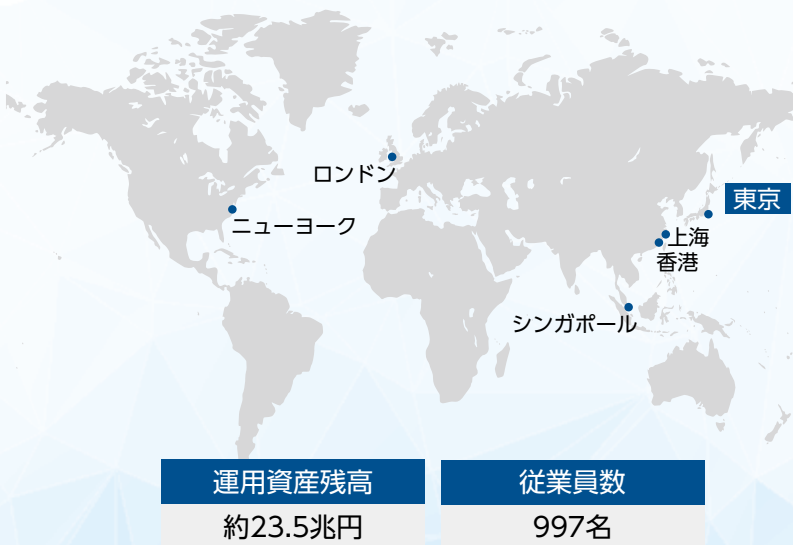 ロンドン
東京
ニューヨーク
上海
香港
シンガポール
運用資産残高
従業員数
約23.5兆円
997名